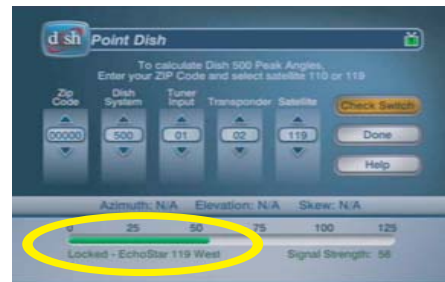 dish Point Dish
To calculate Dish 500 Peak Angles,
Enter your ZIP Code and select satellite 110 or 119
Zip Code Dish System Tuner Input Transponder Satellite
00000 500 01 02 119
Check Switch
Done
Help
Azimuth: N/A Elevation: N/A Skew: N/A
0 25 50 75 100 125
Locked - EchoStar 119 West Signal Strength: 56